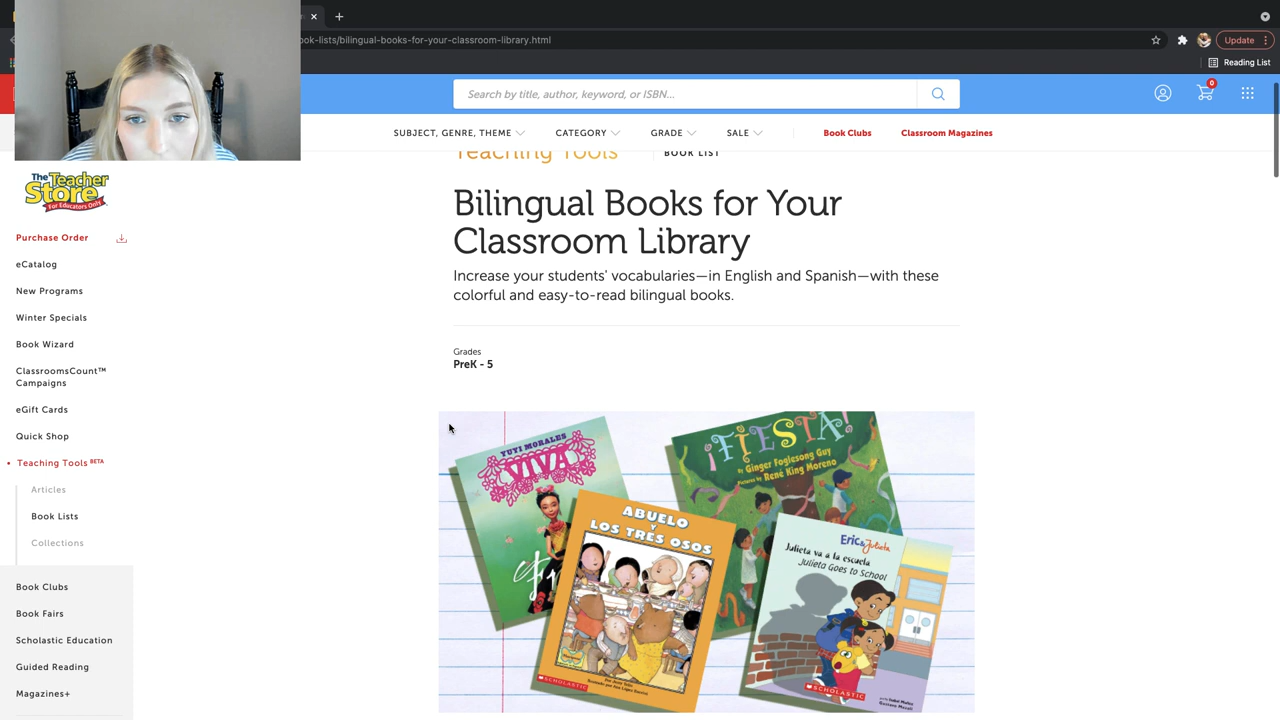 ook-lists/bilingual-books-for-your-classroom-library.html
Update
Reading List
Search by title, author, keyword, or ISBN...
0
SUBJECT, GENRE, THEME
CATEGORY
GRADE
SALE
Book Clubs
Classroom Magazines
Teaching Tools
BOOK LIST
Bilingual Books for Your
Classroom Library
Increase your students' vocabularies—in English and Spanish—with these
colorful and easy-to-read bilingual books.
Grades
PreK - 5
The Teacher
Store
For Educators Only
Purchase Order
eCatalog
New Programs
Winter Specials
Book Wizard
ClassroomsCount™
Campaigns
eGift Cards
Quick Shop
Teaching Tools BETA
Articles
Book Lists
Collections
Book Clubs
Book Fairs
Scholastic Education
Guided Reading
Magazines+
YUYI MORALES
VIVA
Fr
¡FIESTA!
By Ginger Foglesong Guy
Pictures by René King Moreno
ABUELO
Y
LOS TRES OSOS
SCHOLASTIC
Eric & Julieta
Julieta va a la escuela
Julieta Goes to School
SCHOLASTIC